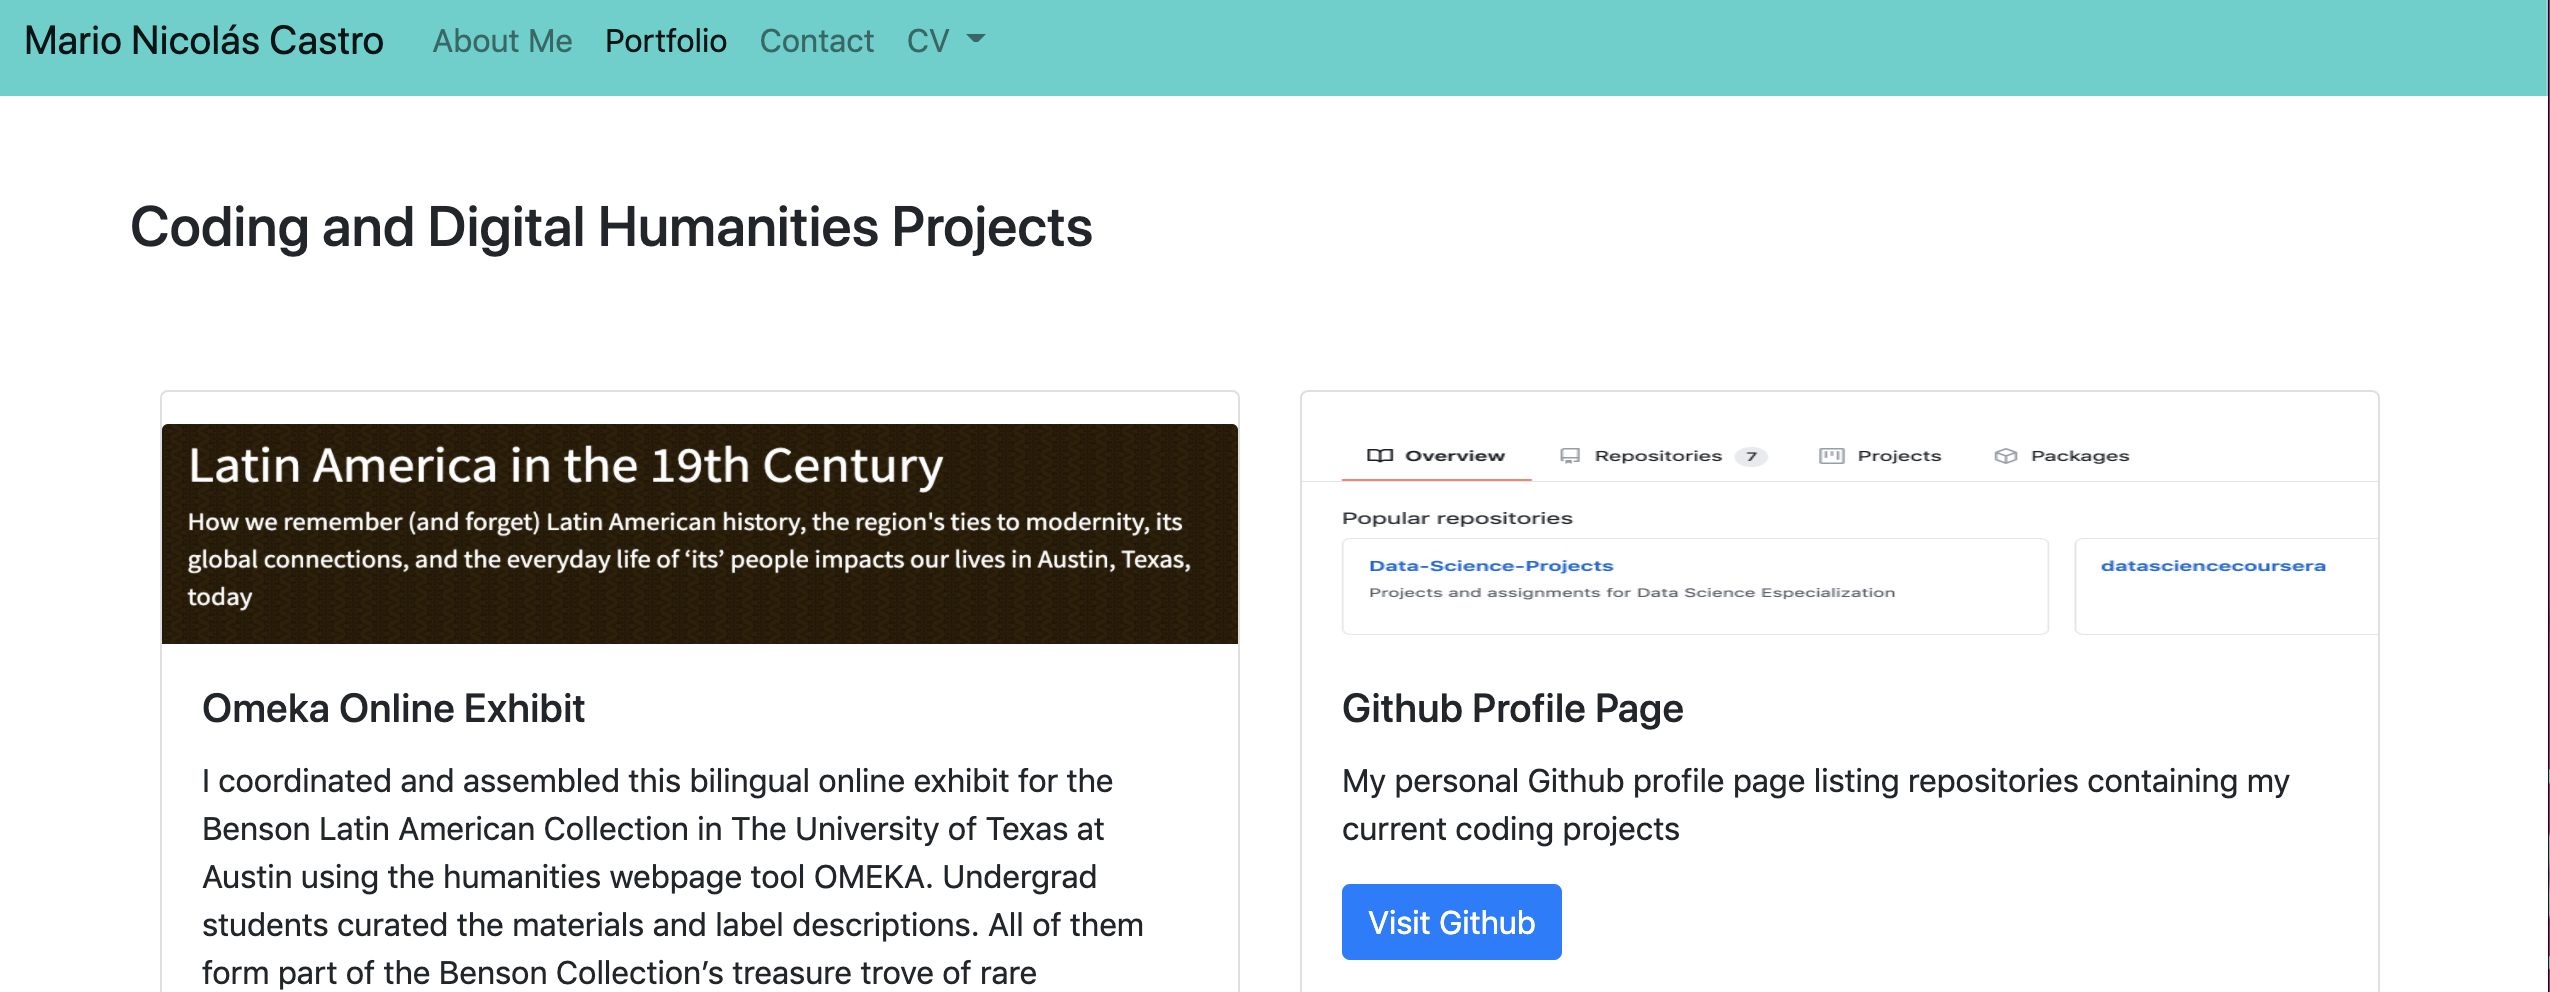 Mario Nicolás Castro About Me Portfolio Contact CV
Coding and Digital Humanities Projects
Latin America in the 19th Century
How we remember (and forget) Latin American history, the region's ties to modernity, its
global connections, and the everyday life of ‘its’ people impacts our lives in Austin, Texas,
today
Omeka Online Exhibit
I coordinated and assembled this bilingual online exhibit for the
Benson Latin American Collection in The University of Texas at
Austin using the humanities webpage tool OMEKA. Undergrad
students curated the materials and label descriptions. All of them
form part of the Benson Collection’s treasure trove of rare
Overview Repositories 7 Projects Packages
Popular repositories
Data-Science-Projects
Projects and assignments for Data Science Especialization
datasciencecoursera
Github Profile Page
My personal Github profile page listing repositories containing my
current coding projects
Visit Github